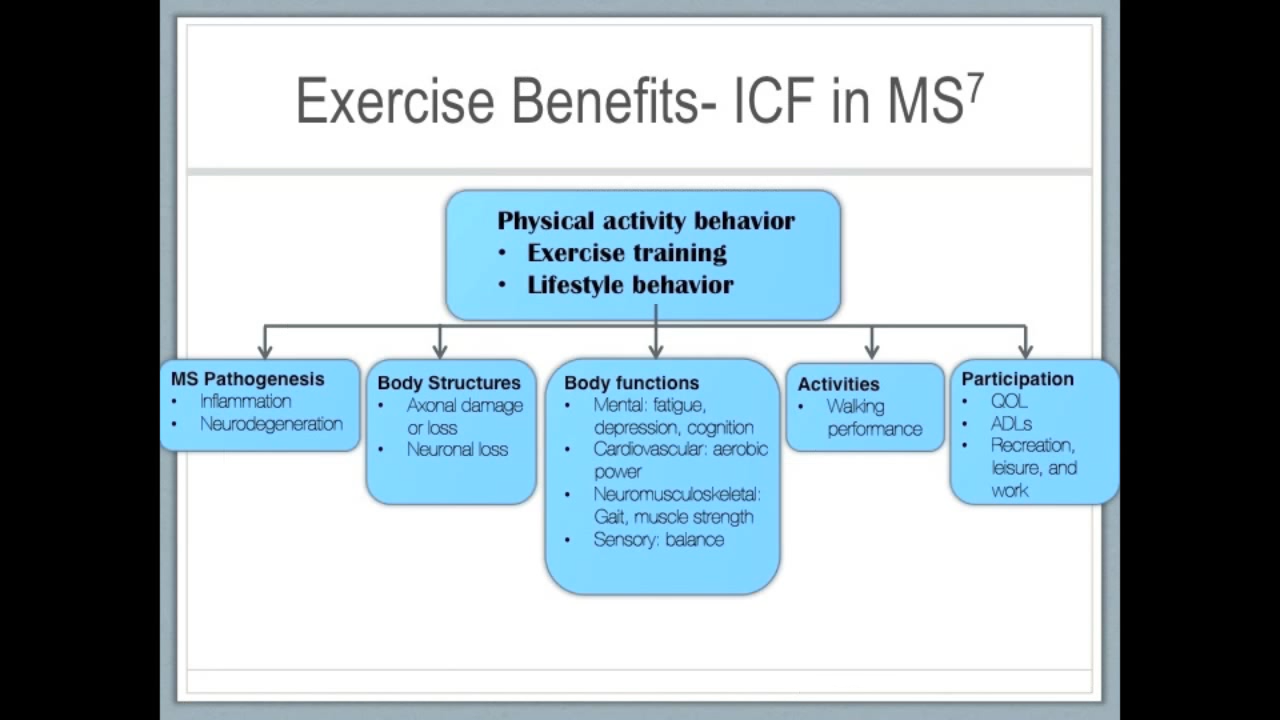 Exercise Benefits- ICF in MS⁷
Physical activity behavior
• Exercise training
• Lifestyle behavior
MS Pathogenesis
• Inflammation
• Neurodegeneration
Body Structures
• Axonal damage
or loss
• Neuronal loss
Body functions
• Mental: fatigue,
depression, cognition
• Cardiovascular: aerobic
power
• Neuromusculoskeletal:
Gait, muscle strength
• Sensory: balance
Activities
• Walking
performance
Participation
• QOL
• ADLs
• Recreation,
leisure, and
work